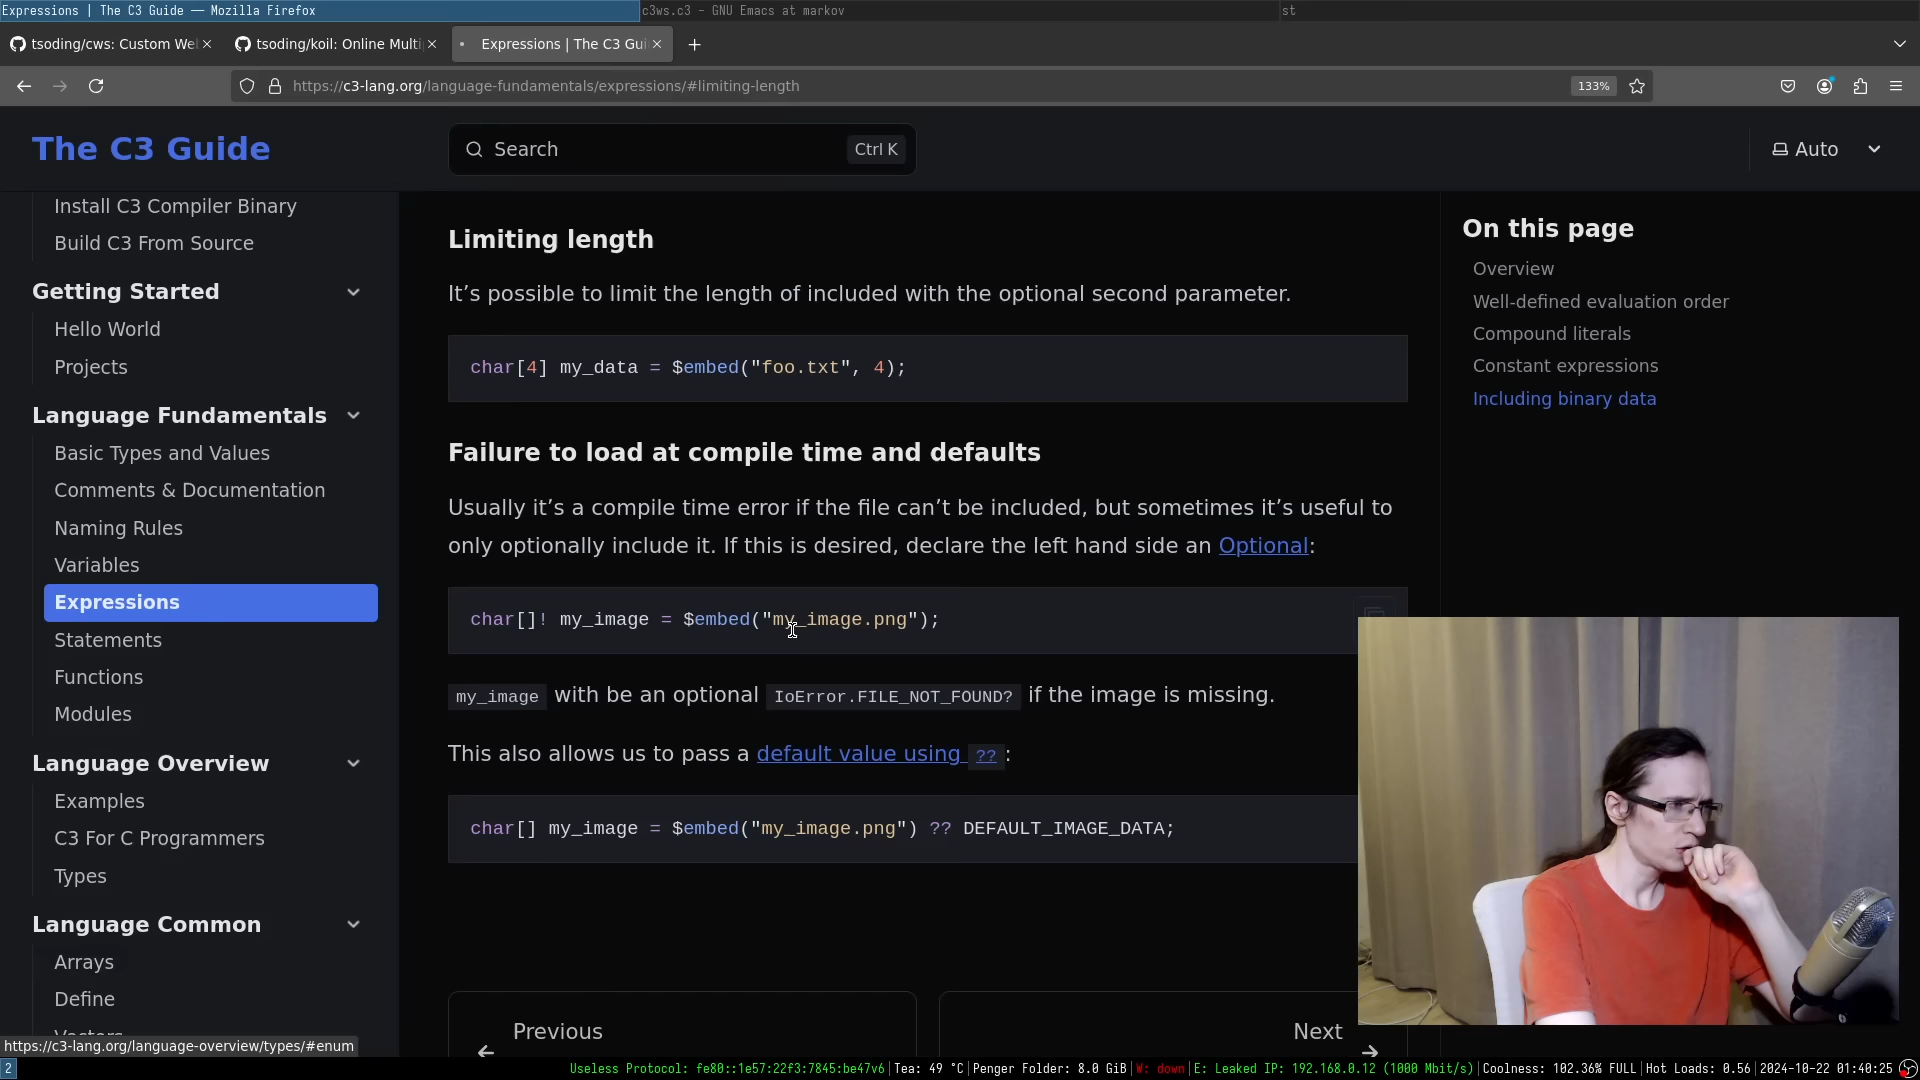 Expressions | The C3 Guide — Mozilla Firefox
c3ws.c3 - GNU Emacs at markov
st
tsoding/cws: Custom We
tsoding/koil: Online Multi
Expressions | The C3 Gui
https://c3-lang.org/language-fundamentals/expressions/#limiting-length
133%
The C3 Guide
Search
Ctrl K
Auto
Install C3 Compiler Binary
Build C3 From Source
Getting Started
Hello World
Projects
Language Fundamentals
Basic Types and Values
Comments & Documentation
Naming Rules
Variables
Expressions
Statements
Functions
Modules
Language Overview
Examples
C3 For C Programmers
Types
Language Common
Arrays
Define
Limiting length
It’s possible to limit the length of included with the optional second parameter.
char[4] my_data = $embed("foo.txt", 4);
Failure to load at compile time and defaults
Usually it’s a compile time error if the file can’t be included, but sometimes it’s useful to
only optionally include it. If this is desired, declare the left hand side an Optional:
char[]! my_image = $embed("my_image.png");
my_image with be an optional IoError.FILE_NOT_FOUND? if the image is missing.
This also allows us to pass a default value using ??:
char[] my_image = $embed("my_image.png") ?? DEFAULT_IMAGE_DATA;
Previous
Next
On this page
Overview
Well-defined evaluation order
Compound literals
Constant expressions
Including binary data
https://c3-lang.org/language-overview/types/#enum
2
Useless Protocol: fe80::1e57:22f3:7845:be47v6|Tea: 49 °C|Penger Folder: 8.0 GiB|W: down|E: Leaked IP: 192.168.0.12 (1000 Mbit/s)|Coolness: 102.36% FULL|Hot Loads: 0.56|2024-10-22 01:40:25